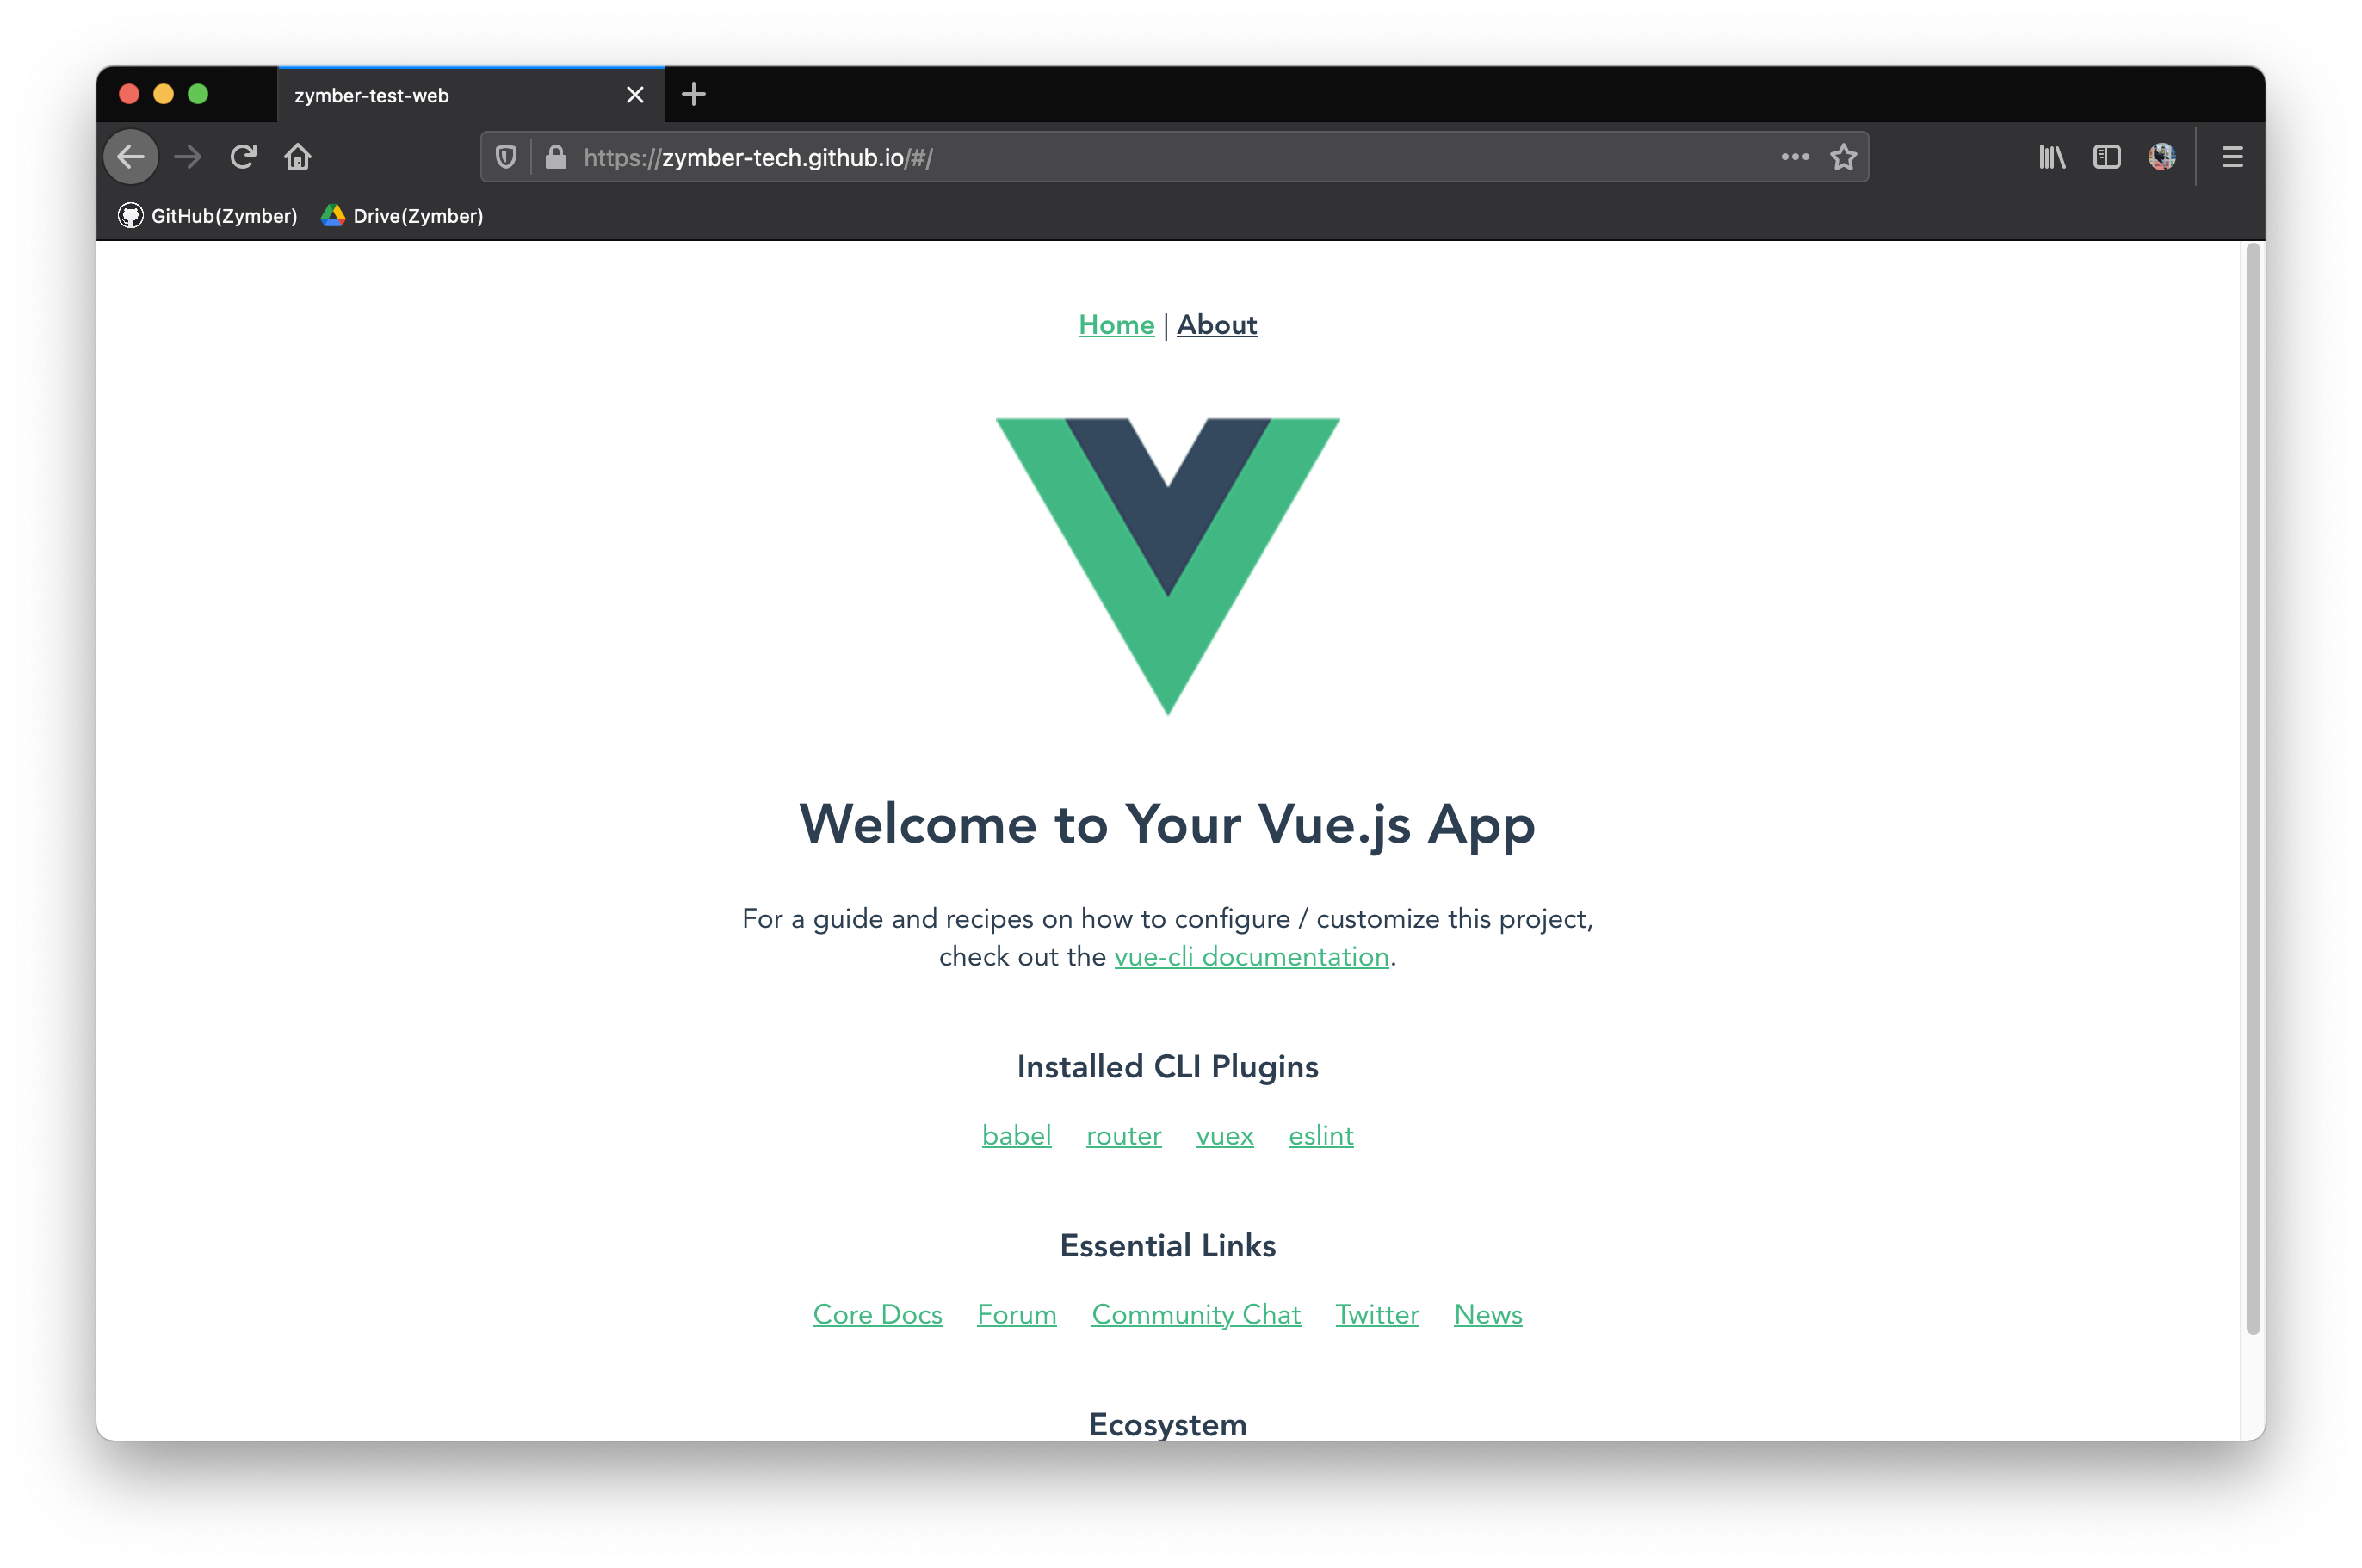 zymber-test-web
https://zymber-tech.github.io/#/
GitHub(Zymber) Drive(Zymber)
Home | About
Welcome to Your Vue.js App
For a guide and recipes on how to configure / customize this project,
check out the vue-cli documentation.
Installed CLI Plugins
babel router vuex eslint
Essential Links
Core Docs Forum Community Chat Twitter News
Ecosystem